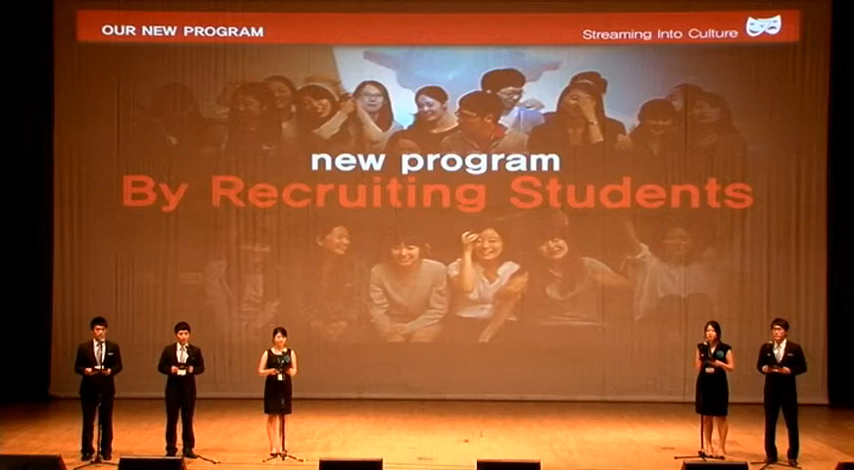 OUR NEW PROGRAM
Streaming Into Culture
new program
By Recruiting Students